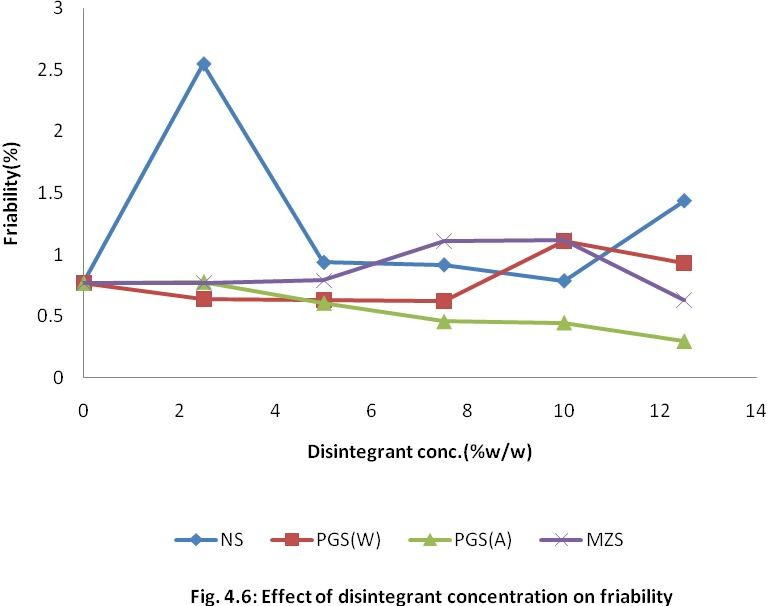 3
2.5
2
1.5
1
0.5
0
Friability(%)
0 2 4 6 8 10 12 14
Disintegrant conc.(%w/w)
NS PGS(W) PGS(A) MZS
Fig. 4.6: Effect of disintegrant concentration on friability